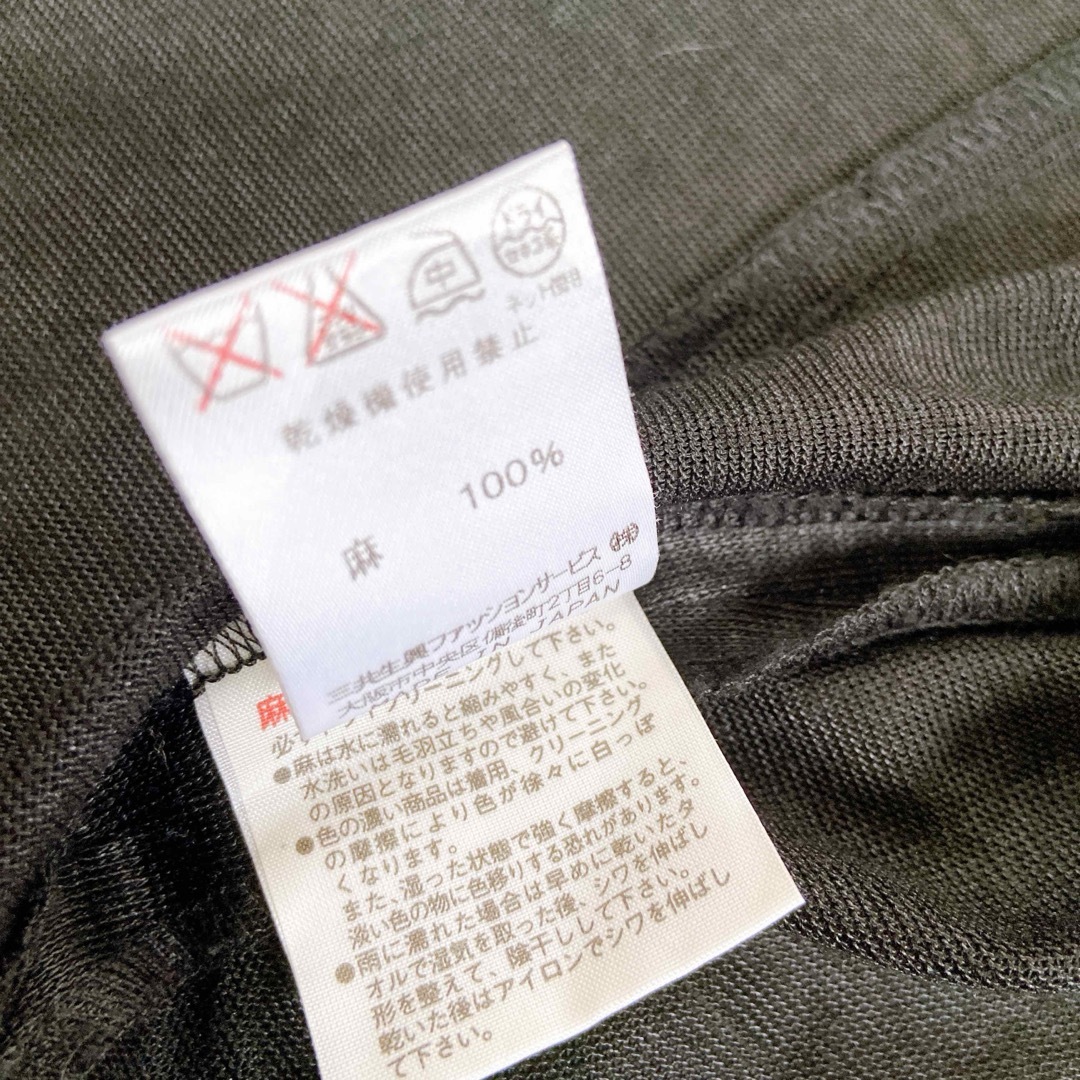 中
ドライ
セキユ系
ネット使用
乾燥機使用禁止
麻 100%
三共生興ファッションサービス㈱
大阪市中央区 2丁目6-8
IN JAPAN
麻
必 ドライクリーニングして下さい。
●麻は水に濡れると縮みやすく、また
水洗いは毛羽立ちや風合いの変化
の原因となりますので避けて下さい。
●色の濃い商品は着用、クリーニング
の摩擦により色が徐々に白っぽ
くなります。
また、湿った状態で強く摩擦すると、
淡い色の物に色移りする恐れがあります。
●雨に濡れた場合は早めに乾いたタ
オルで湿気を取った後、シワを伸ばし
形を整えて、陰干しして下さい。
乾いた後はアイロンでシワを伸ばし
て下さい。